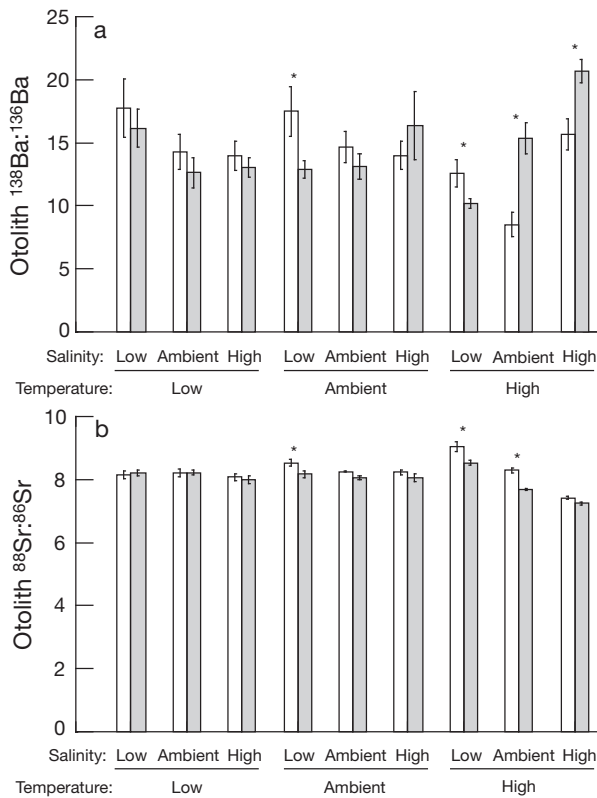 a
25
20
15
10
5
0
Otolith ¹³⁸Ba:¹³⁶Ba
* * * *
Salinity: Low Ambient High Low Ambient High Low Ambient High
Temperature: Low Ambient High
b
10
8
6
4
2
0
Otolith ⁸⁸Sr:⁸⁶Sr
* * *
Salinity: Low Ambient High Low Ambient High Low Ambient High
Temperature: Low Ambient High